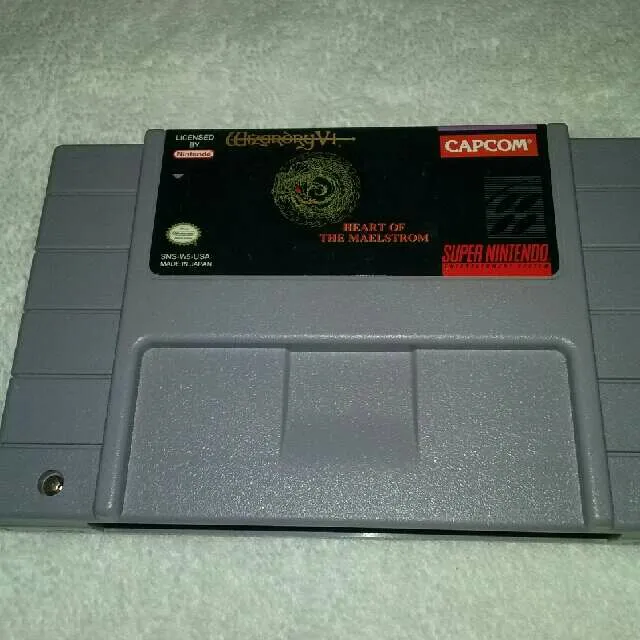 LICENSED
BY
Nintendo
Wizardry VI
CAPCOM
HEART OF
THE MAELSTROM
SNS-W5-USA
MADE IN JAPAN
SUPER NINTENDO
ENTERTAINMENT SYSTEM